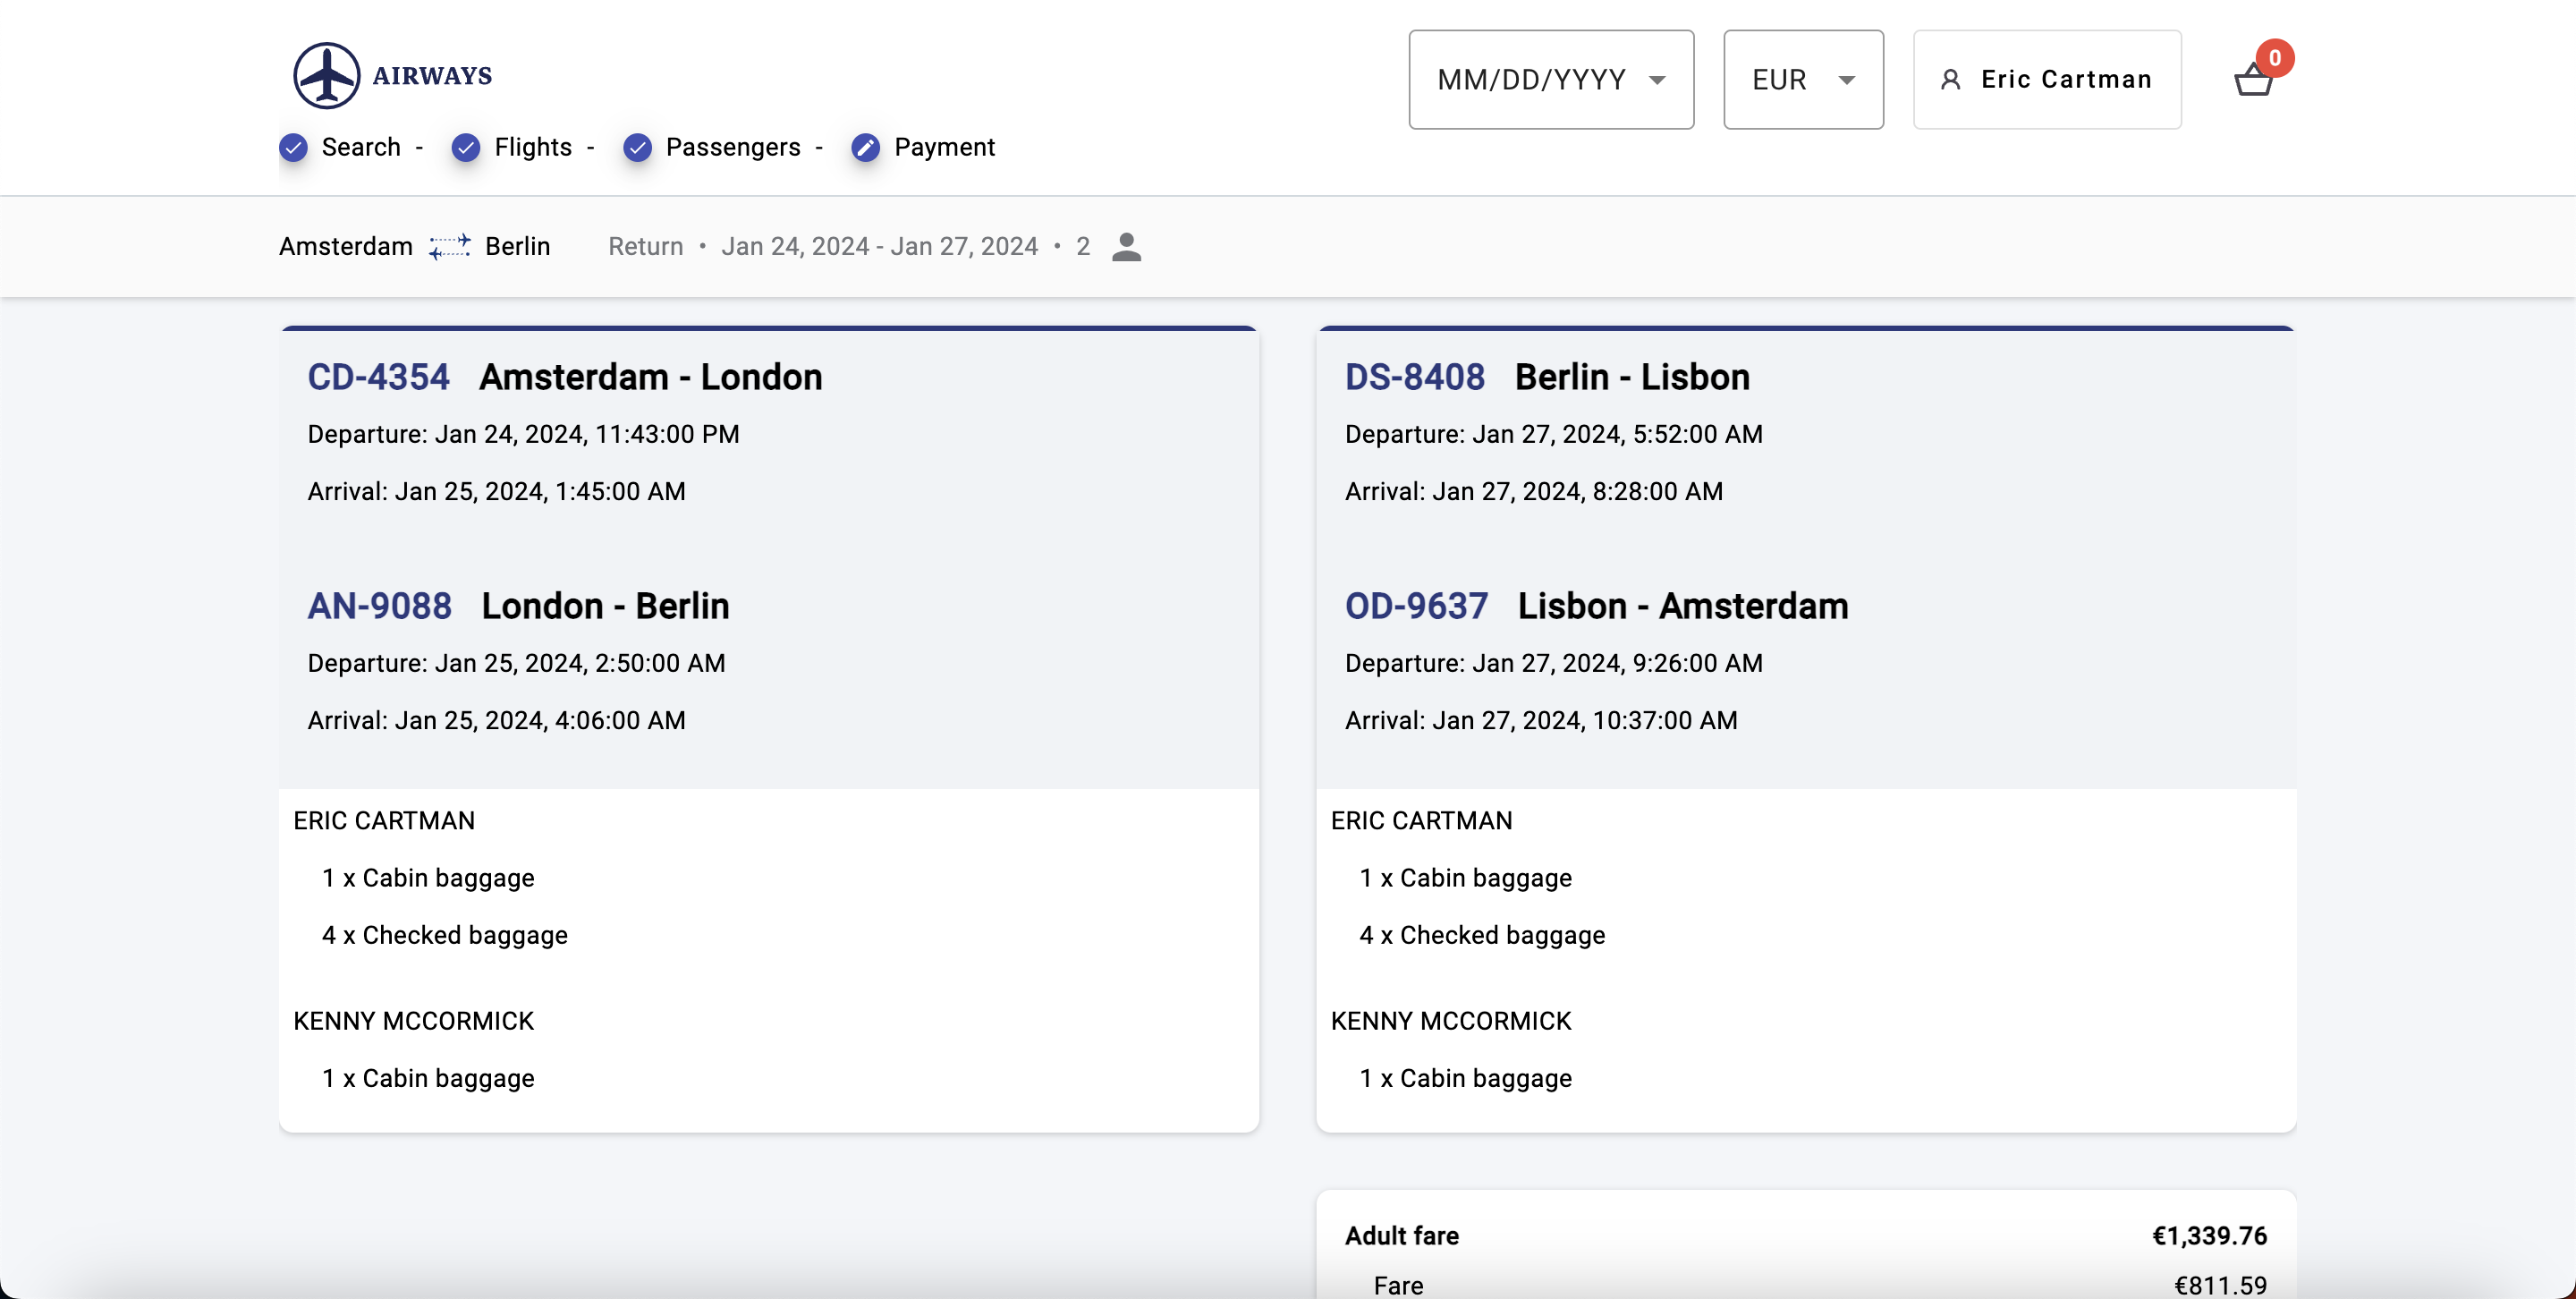 AIRWAYS
MM/DD/YYYY
EUR
Eric Cartman
0
Search - Flights - Passengers - Payment
Amsterdam Berlin Return • Jan 24, 2024 - Jan 27, 2024 • 2
CD-4354 Amsterdam - London
Departure: Jan 24, 2024, 11:43:00 PM
Arrival: Jan 25, 2024, 1:45:00 AM
AN-9088 London - Berlin
Departure: Jan 25, 2024, 2:50:00 AM
Arrival: Jan 25, 2024, 4:06:00 AM
ERIC CARTMAN
1 x Cabin baggage
4 x Checked baggage
KENNY MCCORMICK
1 x Cabin baggage
DS-8408 Berlin - Lisbon
Departure: Jan 27, 2024, 5:52:00 AM
Arrival: Jan 27, 2024, 8:28:00 AM
OD-9637 Lisbon - Amsterdam
Departure: Jan 27, 2024, 9:26:00 AM
Arrival: Jan 27, 2024, 10:37:00 AM
ERIC CARTMAN
1 x Cabin baggage
4 x Checked baggage
KENNY MCCORMICK
1 x Cabin baggage
Adult fare €1,339.76
Fare €811.59